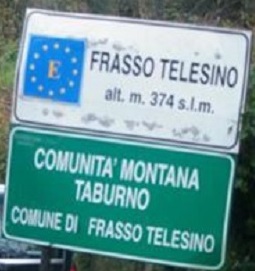 E
FRASSO TELESINO
alt. m. 374 s.l.m.
COMUNITA' MONTANA
TABURNO
COMUNE DI FRASSO TELESINO